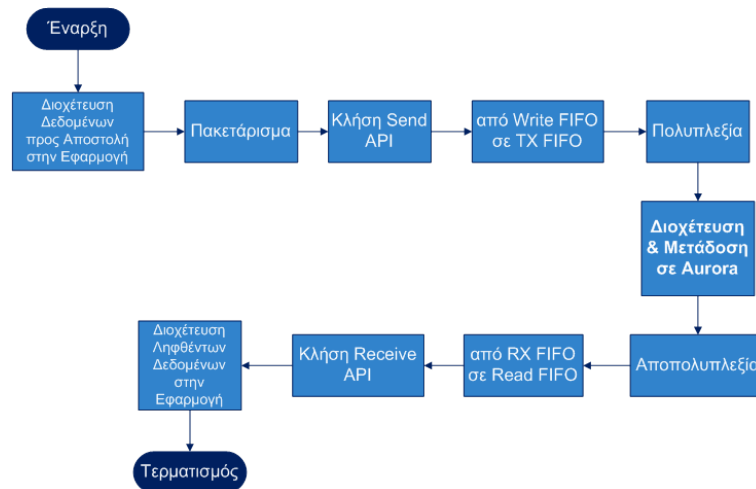 Έναρξη
Διοχέτευση
Δεδομένων
προς Αποστολή
στην Εφαρμογή
Πακετάρισμα
Κλήση Send
API
από Write FIFO
σε TX FIFO
Πολυπλεξία
Διοχέτευση
& Μετάδοση
σε Aurora
Αποπολυπλεξία
από RX FIFO
σε Read FIFO
Κλήση Receive
API
Διοχέτευση
Ληφθέντων
Δεδομένων
στην
Εφαρμογή
Τερματισμός